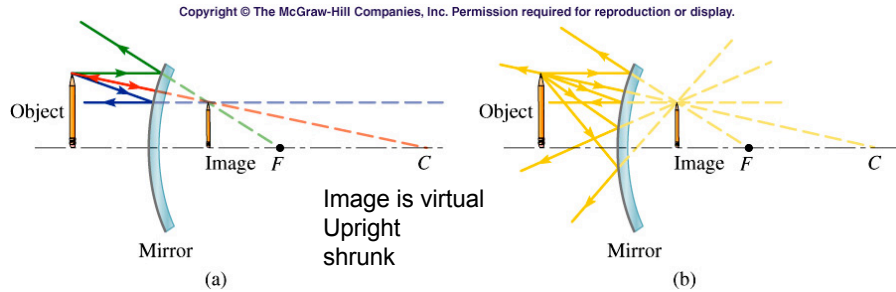 Copyright © The McGraw-Hill Companies, Inc. Permission required for reproduction or display.
Object
Image
F
C
Mirror
(a)
Image is virtual
Upright
shrunk
Object
Image
F
C
Mirror
(b)